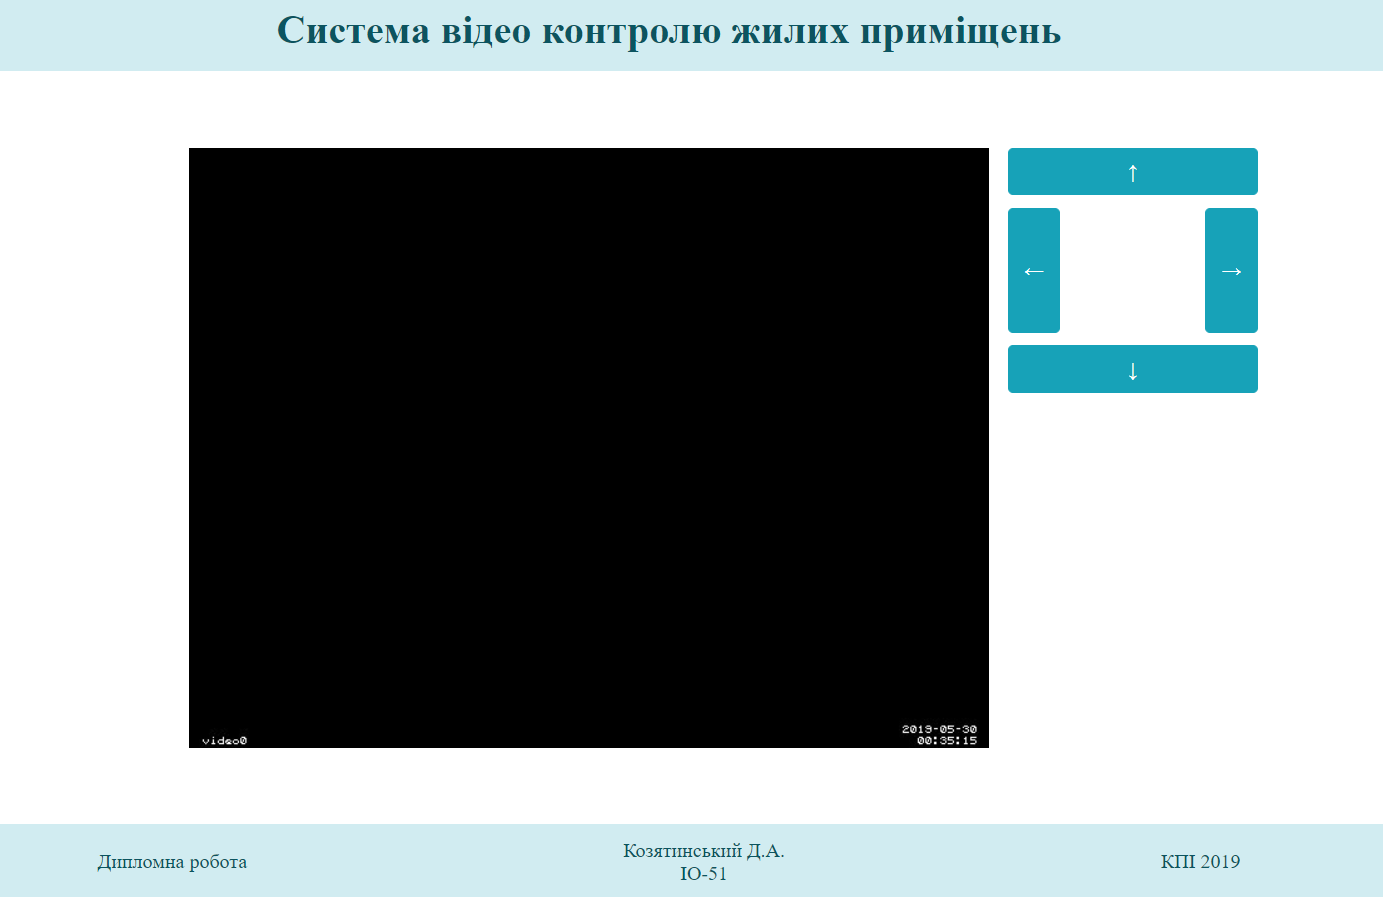 Система відео контролю жилих приміщень
↑
←
→
↓
2019-05-30
00:35:15
video0
Дипломна робота
Козятинський Д.А.
ІО-51
КПІ 2019